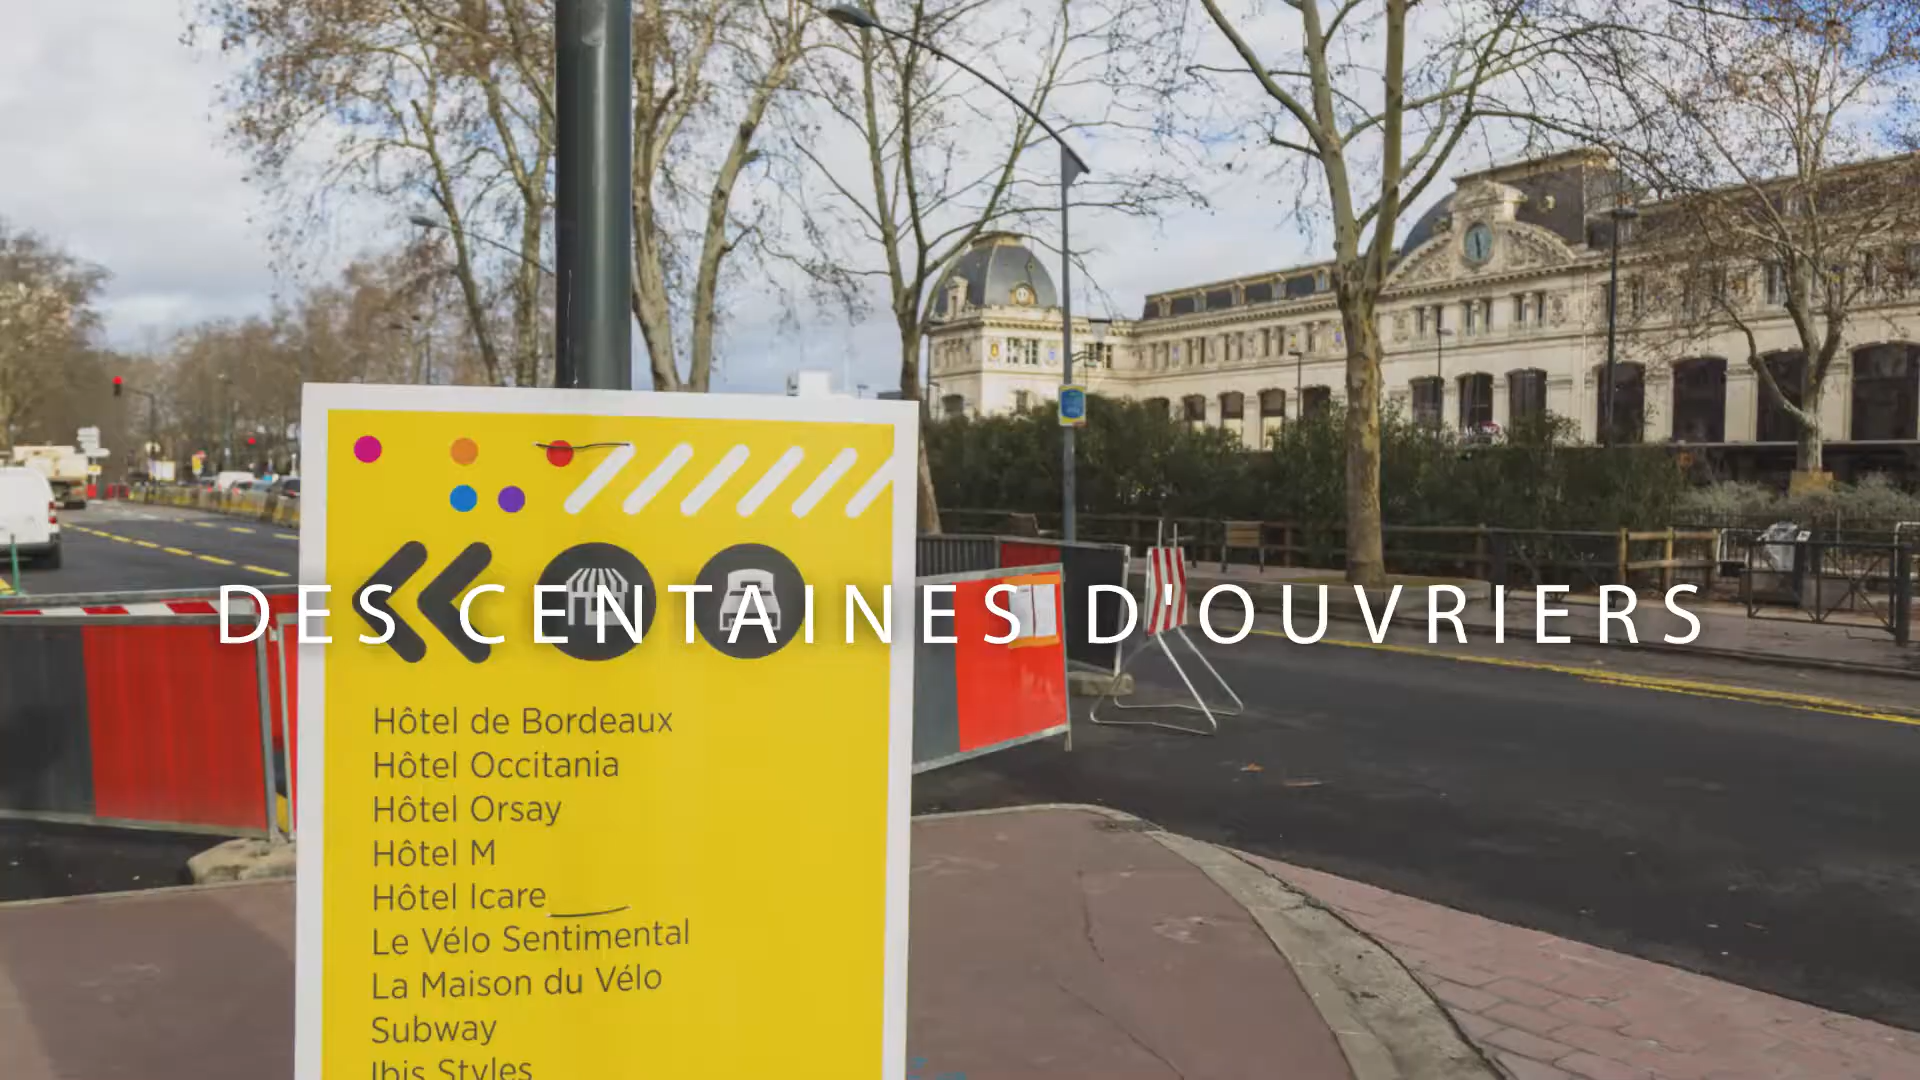 DES CENTAINES D'OUVRIERS
Hôtel de Bordeaux
Hôtel Occitania
Hôtel Orsay
Hôtel M
Hôtel Icare
Le Vélo Sentimental
La Maison du Vélo
Subway
Ibis Styles